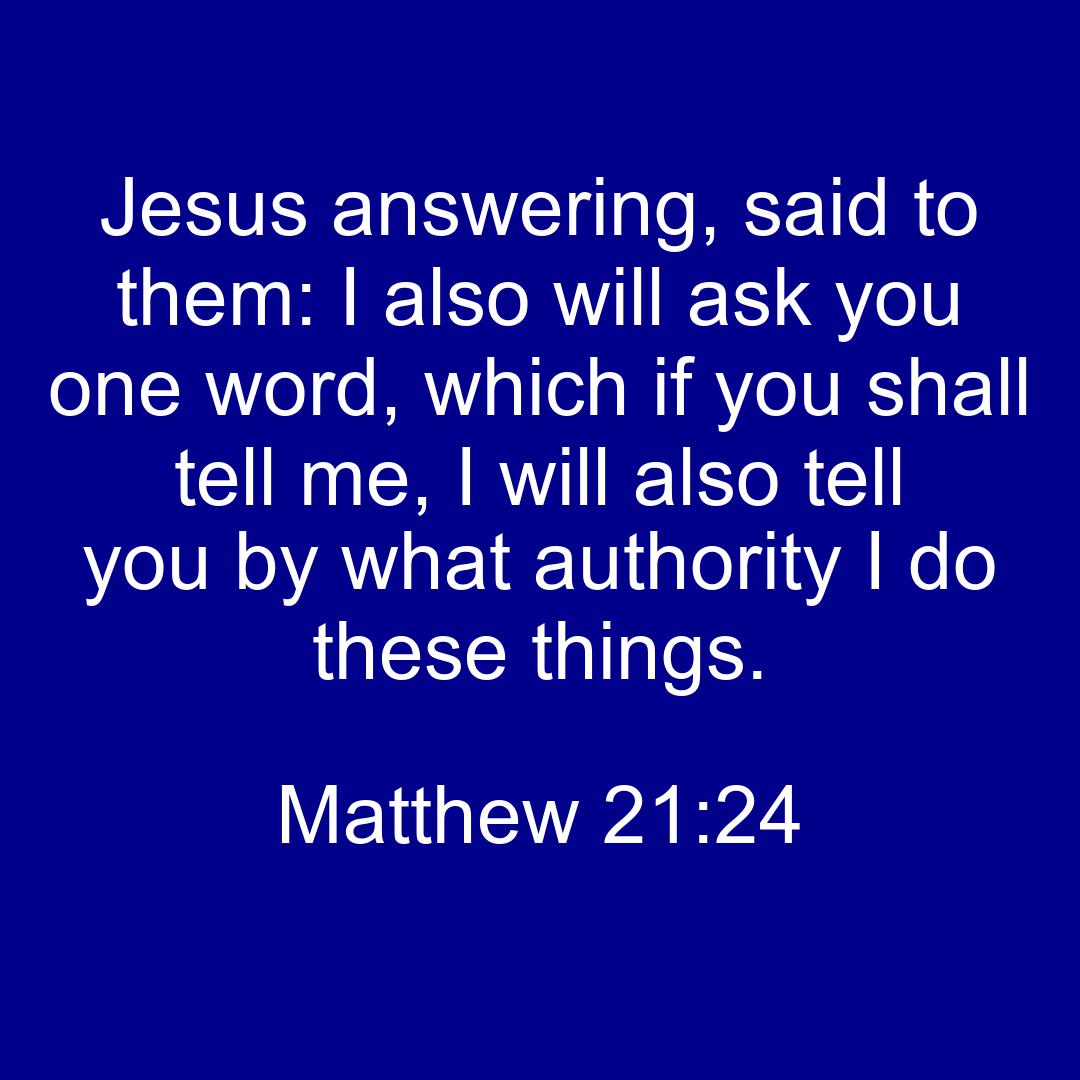 Jesus answering, said to
them: I also will ask you
one word, which if you shall
tell me, I will also tell
you by what authority I do
these things.
Matthew 21:24